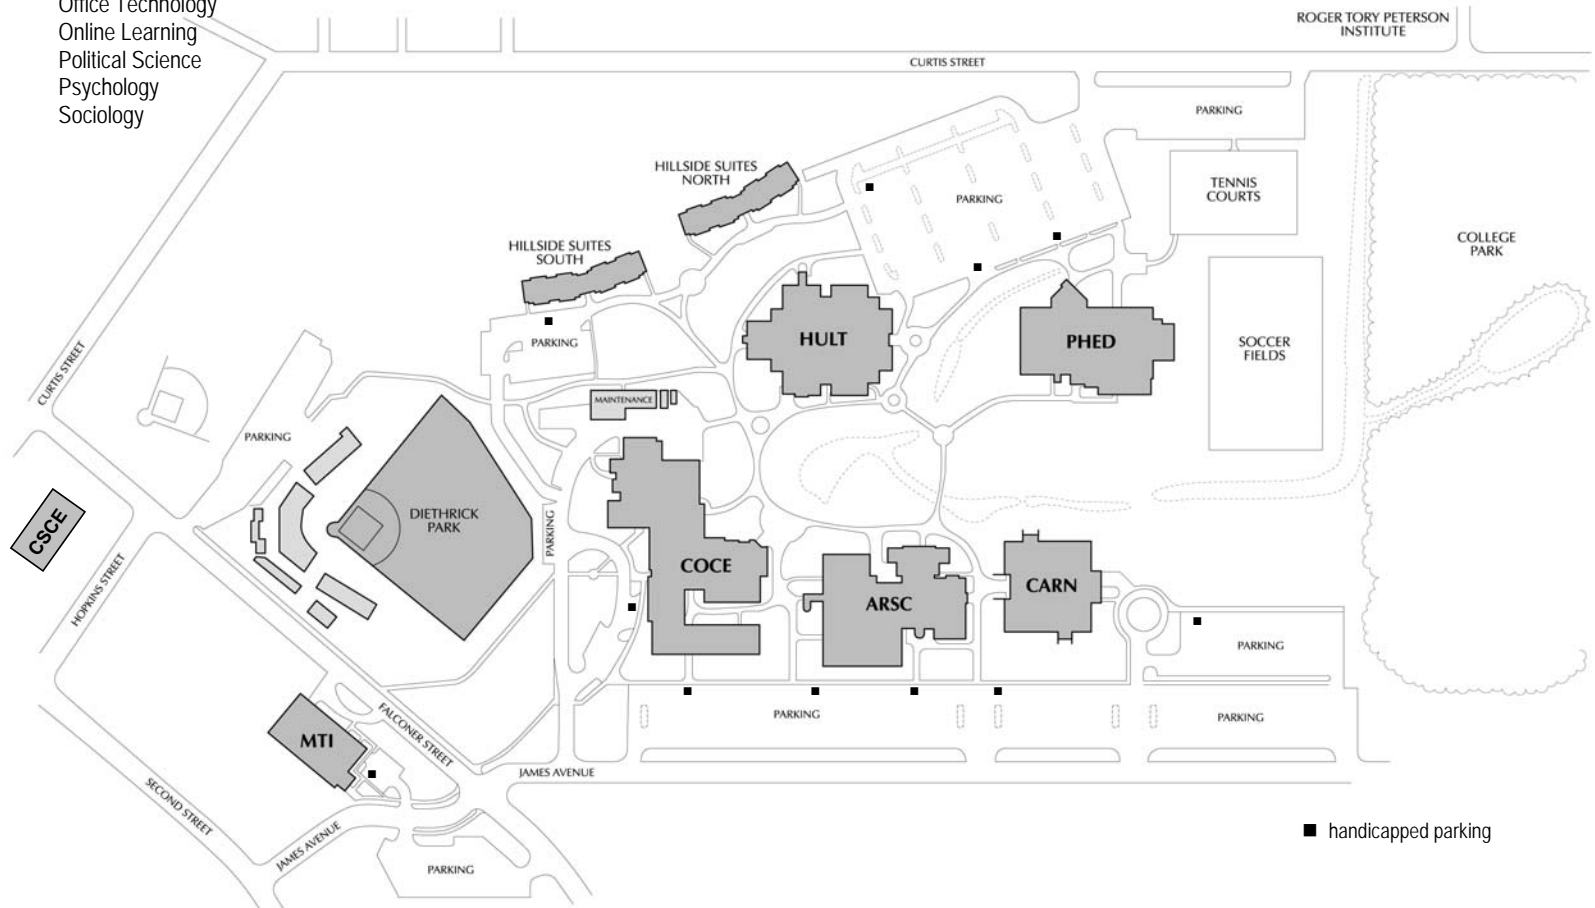 Office Technology
Online Learning
Political Science
Psychology
Sociology
ROGER TORY PETERSON
INSTITUTE
CURTIS STREET
PARKING
HILLSIDE SUITES
NORTH
TENNIS
COURTS
PARKING
HILLSIDE SUITES
SOUTH
COLLEGE
PARK
PARKING
HULT
PHED
SOCCER
FIELDS
CURTIS STREET
MAINTENANCE
PARKING
DIETHRICK
PARK
PARKING
CSCE
HOPKINS STREET
COCE
ARSC
CARN
PARKING
PARKING
PARKING
FALCONER STREET
MTI
JAMES AVENUE
SECOND STREET
JAMES AVENUE
PARKING
handicapped parking